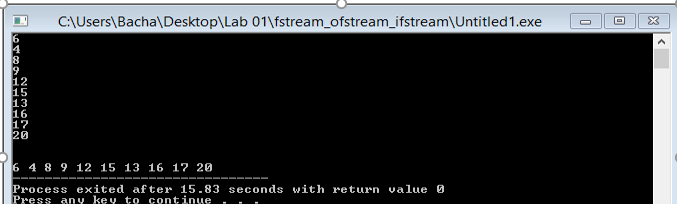 C:\Users\Bacha\Desktop\Lab 01\fstream_ofstream_ifstream\Untitled1.exe
6
4
8
9
12
15
13
16
17
20
6 4 8 9 12 15 13 16 17 20
--------------------------------
Process exited after 15.83 seconds with return value 0
Press any key to continue . . .